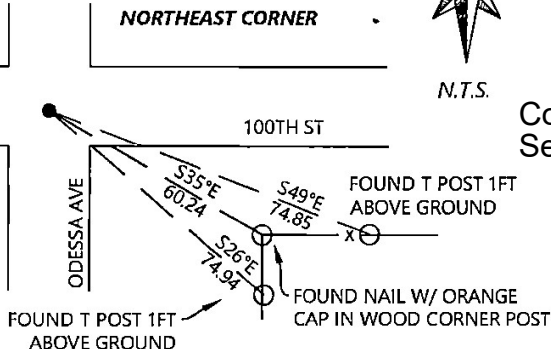 NORTHEAST CORNER
N.T.S.
Co
Se
100TH ST
ODESSA AVE
S35°E
60.24
S49°E
74.85
S26°E
74.94
FOUND T POST 1FT
ABOVE GROUND
X
FOUND NAIL W/ ORANGE
CAP IN WOOD CORNER POST
FOUND T POST 1FT
ABOVE GROUND